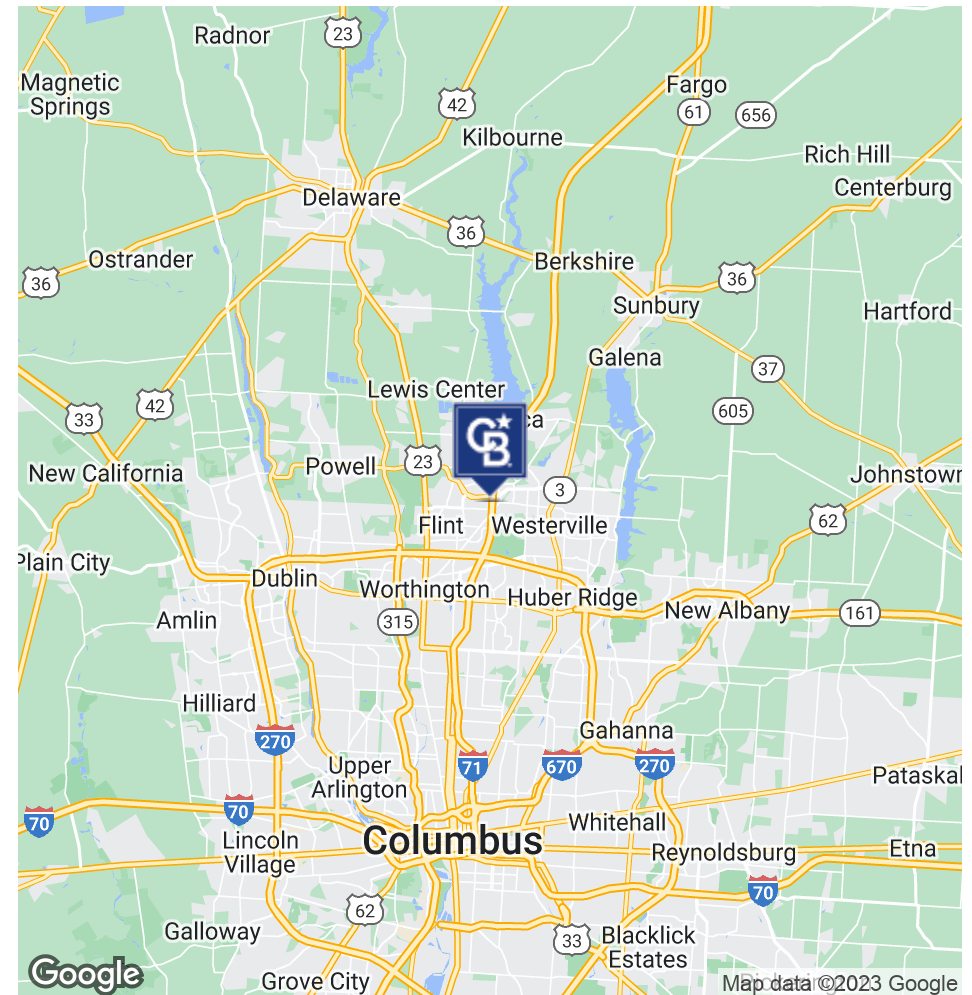 Radnor
23
Magnetic
Springs
42
Fargo
61
656
Kilbourne
Rich Hill
Centerburg
Delaware
36
Ostrander
36
Berkshire
36
Sunbury
Hartford
Galena
37
Lewis Center
33
42
605
ca
CB
New California
Powell
23
3
Johnstown
Flint
Westerville
62
Plain City
Dublin
Worthington
Huber Ridge
New Albany
161
Amlin
315
Hilliard
270
Gahanna
71
670
270
Upper
Arlington
Pataskal
70
70
Columbus
Whitehall
Lincoln
Village
Reynoldsburg
Etna
70
62
Galloway
33
Blacklick
Estates
Google
Grove City
Map data ©2023 Google